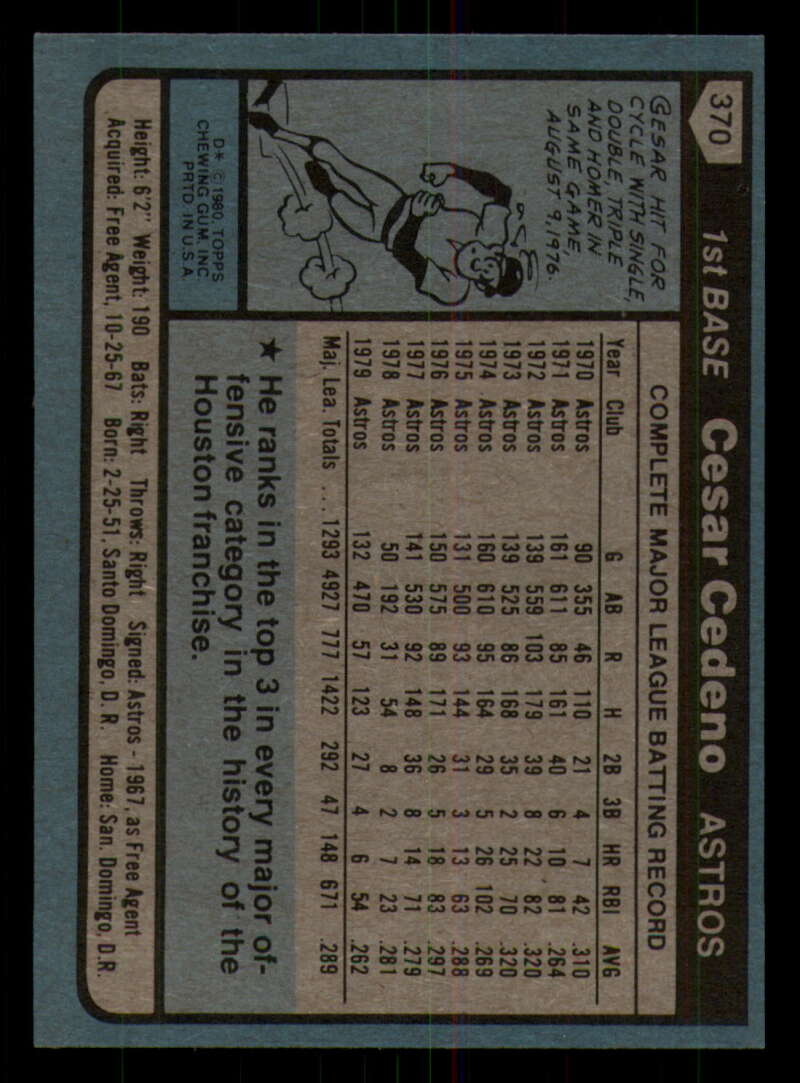 370
1st BASE Cesar Cedeno ASTROS
CESAR HIT FOR
CYCLE WITH SINGLE,
DOUBLE, TRIPLE
AND HOMER IN
SAME GAME,
AUGUST 9, 1976.
D* © 1980, TOPPS
CHEWING GUM, INC.
PRTD. IN U.S.A.
COMPLETE MAJOR LEAGUE BATTING RECORD
Year Club G AB R H 2B 3B HR RBI AVG
1970 Astros 90 355 46 110 21 4 7 42 .310
1971 Astros 161 611 85 161 40 6 10 81 .264
1972 Astros 139 559 103 179 39 8 22 82 .320
1973 Astros 139 525 86 168 35 2 25 70 .320
1974 Astros 160 610 95 164 29 5 26 102 .269
1975 Astros 131 500 93 144 31 3 13 63 .288
1976 Astros 150 575 89 171 26 5 18 83 .297
1977 Astros 141 530 92 148 36 8 14 71 .279
1978 Astros 50 192 31 54 8 2 7 23 .281
1979 Astros 132 470 57 123 27 4 6 54 .262
Maj. Lea. Totals ... 1293 4927 777 1422 292 47 148 671 .289
★ He ranks in the top 3 in every major of-
fensive category in the history of the
Houston franchise.
Height: 6'2" Weight: 190 Bats: Right Throws: Right Signed: Astros - 1967, as Free Agent
Acquired: Free Agent, 10-25-67 Born: 2-25-51, Santo Domingo, D. R. Home: San. Domingo, D.R.